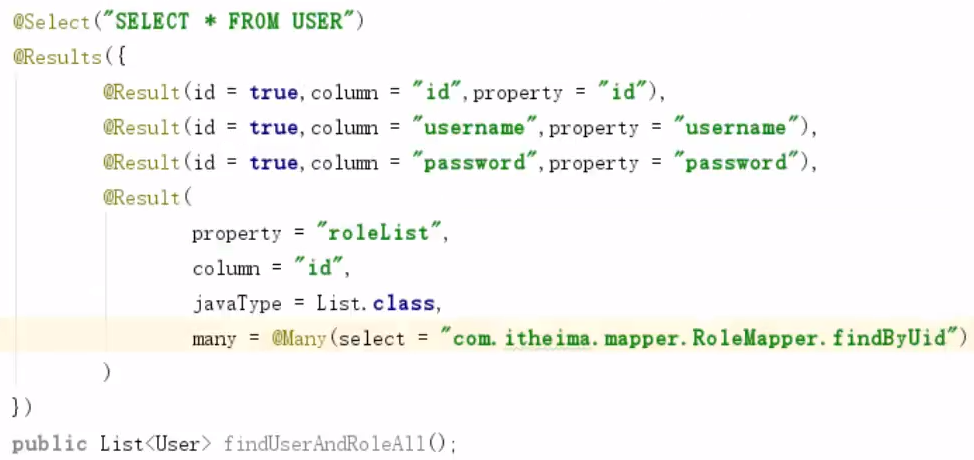 @Select("SELECT * FROM USER")
@Results({
@Result(id = true,column = "id",property = "id"),
@Result(id = true,column = "username",property = "username"),
@Result(id = true,column = "password",property = "password"),
@Result(
property = "roleList",
column = "id",
javaType = List.class,
many = @Many(select = "com.itheima.mapper.RoleMapper.findByUid")
)
})
public List<User> findUserAndRoleAll();